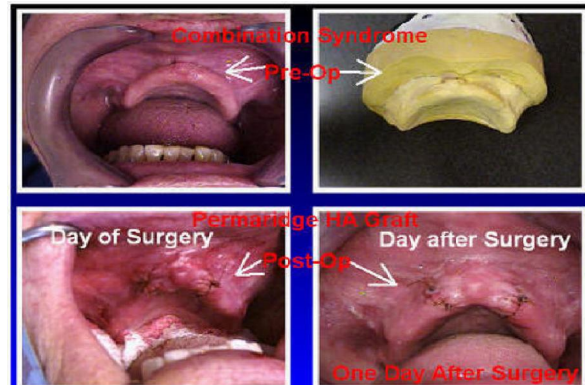 Combination Syndrome
Pre-Op
Permaridge HA Graft
Day of Surgery
Day after Surgery
Post-Op
One Day After Surgery